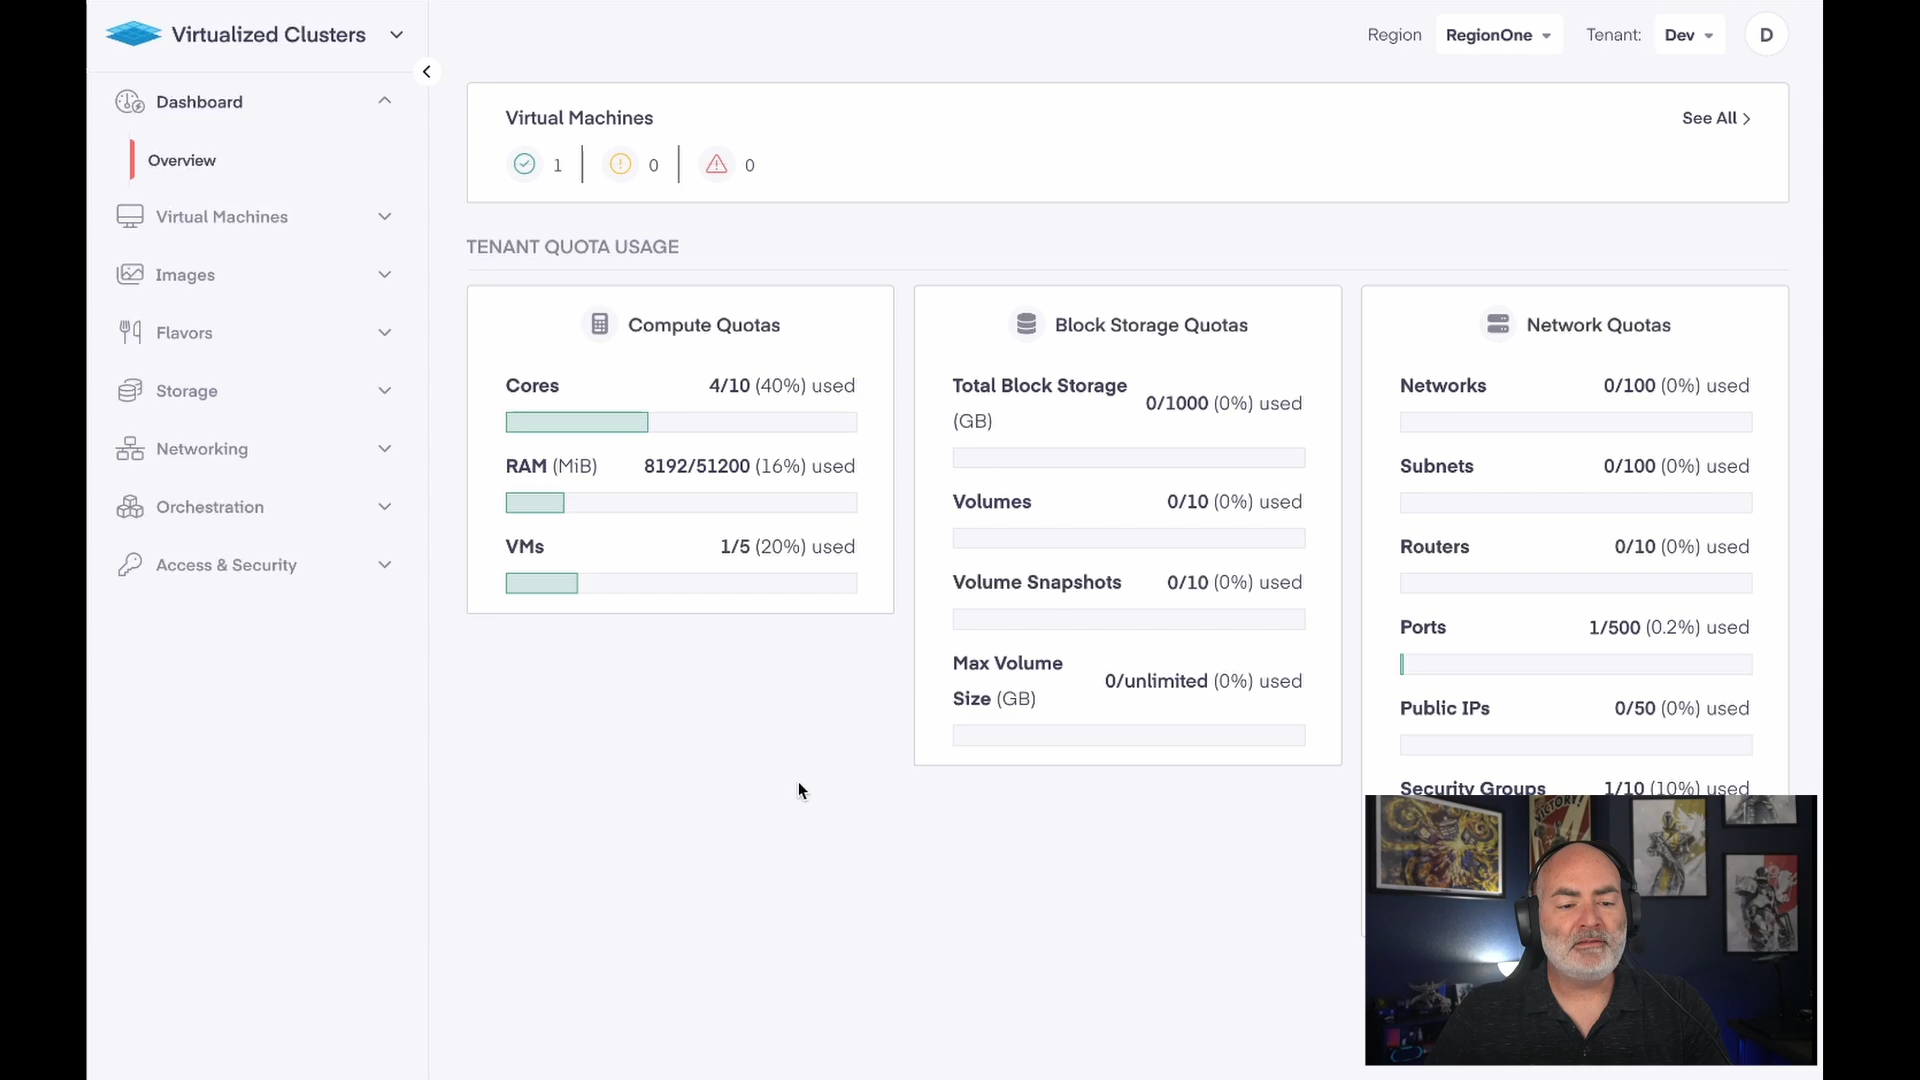 Virtualized Clusters
Region RegionOne Tenant: Dev D
Dashboard
Overview
Virtual Machines
Images
Flavors
Storage
Networking
Orchestration
Access & Security
Virtual Machines
See All
1 0 0
TENANT QUOTA USAGE
Compute Quotas
Cores 4/10 (40%) used
RAM (MiB) 8192/51200 (16%) used
VMs 1/5 (20%) used
Block Storage Quotas
Total Block Storage
(GB) 0/1000 (0%) used
Volumes 0/10 (0%) used
Volume Snapshots 0/10 (0%) used
Max Volume
Size (GB) 0/unlimited (0%) used
Network Quotas
Networks 0/100 (0%) used
Subnets 0/100 (0%) used
Routers 0/10 (0%) used
Ports 1/500 (0.2%) used
Public IPs 0/50 (0%) used
Security Groups 1/10 (10%) used
VICTORY!